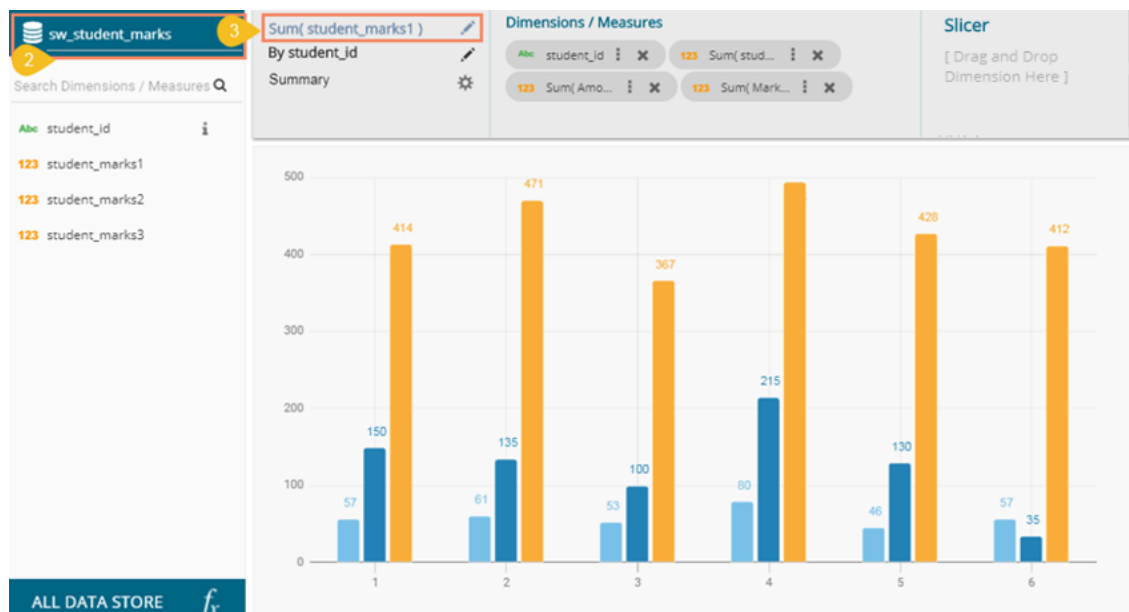 sw_student_marks
2
Search Dimensions / Measures
Abc student_id i
123 student_marks1
123 student_marks2
123 student_marks3
ALL DATA STORE fx
3
Sum( student_marks1 )
By student_id
Summary
Dimensions / Measures
Abc student_id
123 Sum( stud...
123 Sum( Amo...
123 Sum( Mark...
Slicer
[ Drag and Drop
Dimension Here ]
500
400
300
200
100
0
57 150 414
61 135 471
53 100 367
80 215
46 130 428
57 35 412
1 2 3 4 5 6